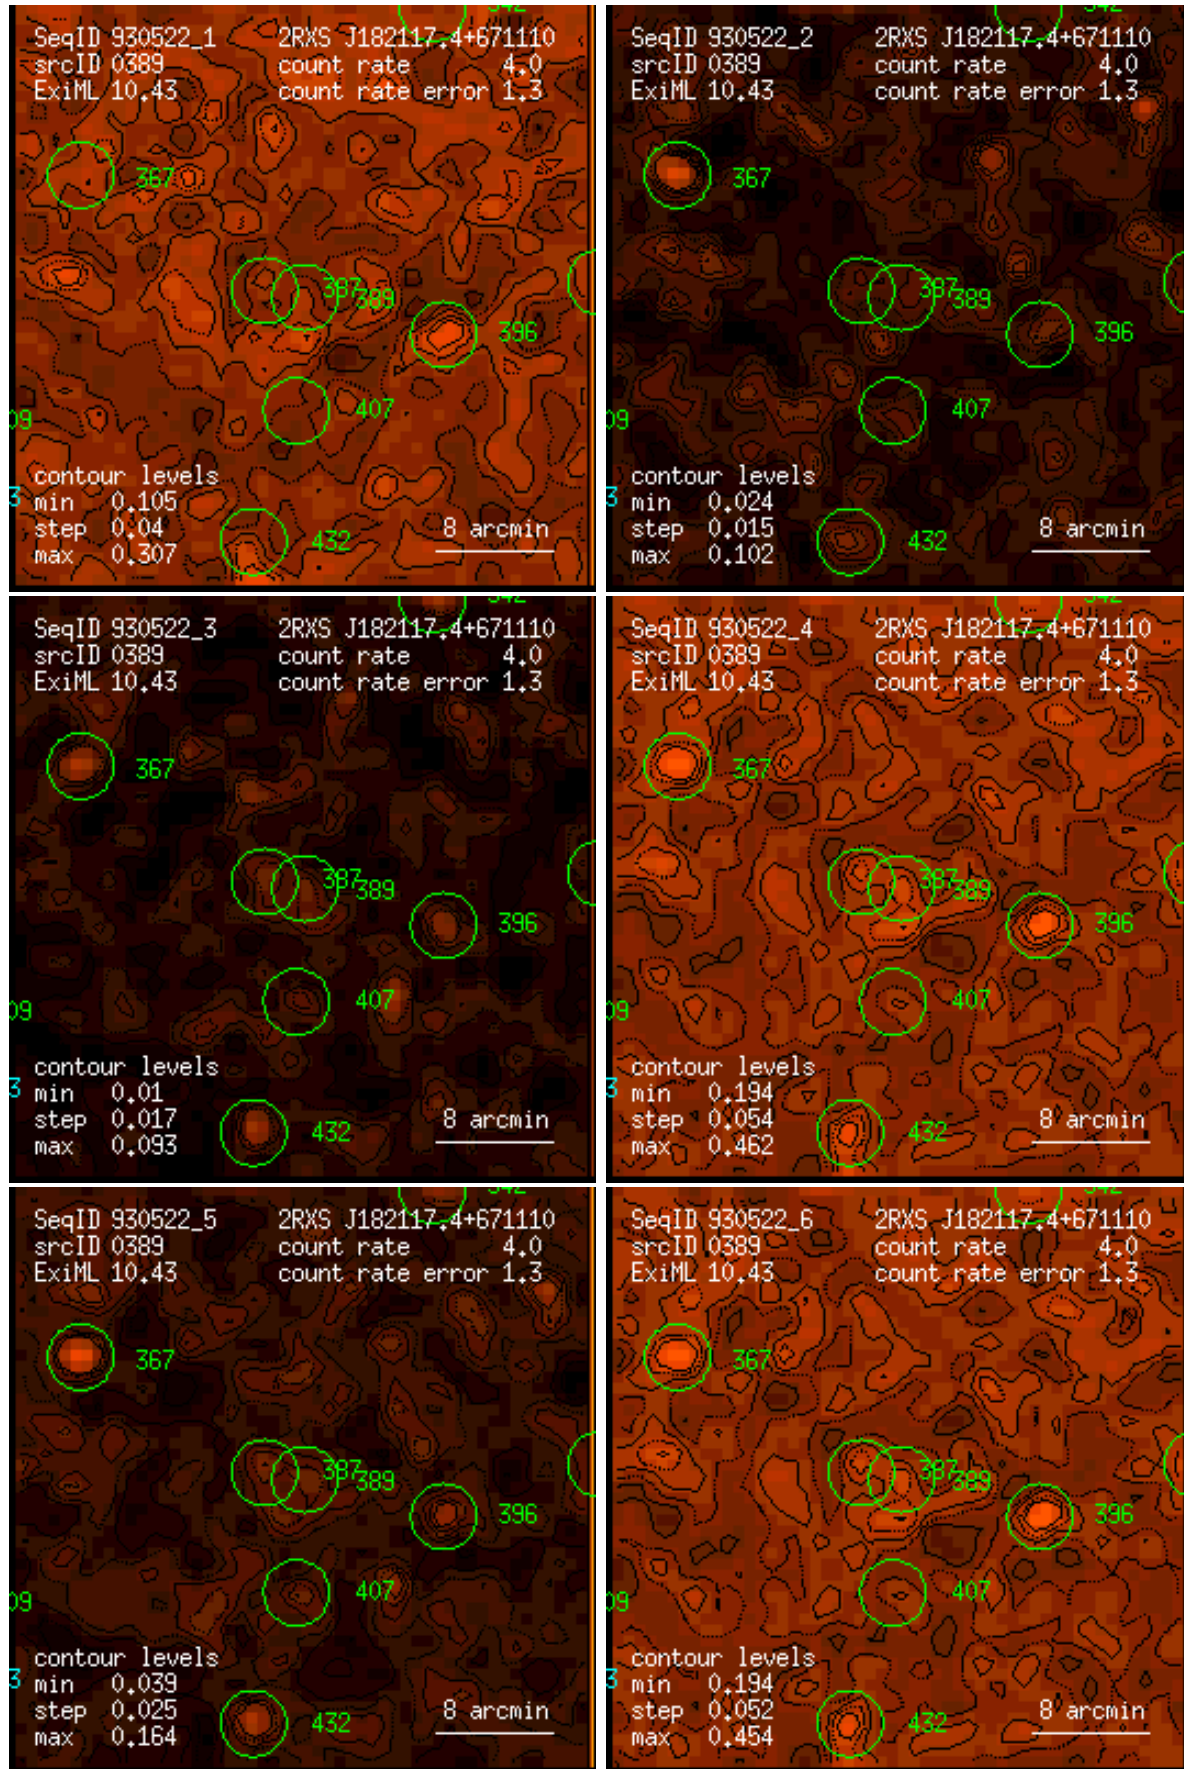 342
SeqID 930522_1 2RXS J182117.4+671110
srcID 0389 count rate 4.0
ExiML 10.43 count rate error 1.3
367
387
389
396
407
09
contour levels
3 min 0.105
step 0.04 8 arcmin
max 0.307 432
342
SeqID 930522_2 2RXS J182117.4+671110
srcID 0389 count rate 4.0
ExiML 10.43 count rate error 1.3
367
387
389
396
407
09
contour levels
3 min 0.024
step 0.015 8 arcmin
max 0.102 432
342
SeqID 930522_3 2RXS J182117.4+671110
srcID 0389 count rate 4.0
ExiML 10.43 count rate error 1.3
367
387
389
396
407
09
contour levels
3 min 0.01
step 0.017 8 arcmin
max 0.093 432
342
SeqID 930522_4 2RXS J182117.4+671110
srcID 0389 count rate 4.0
ExiML 10.43 count rate error 1.3
367
387
389
396
407
09
contour levels
3 min 0.194
step 0.054 8 arcmin
max 0.462 432
342
SeqID 930522_5 2RXS J182117.4+671110
srcID 0389 count rate 4.0
ExiML 10.43 count rate error 1.3
367
387
389
396
407
09
contour levels
3 min 0.039
step 0.025 8 arcmin
max 0.164 432
342
SeqID 930522_6 2RXS J182117.4+671110
srcID 0389 count rate 4.0
ExiML 10.43 count rate error 1.3
367
387
389
396
407
09
contour levels
3 min 0.194
step 0.052 8 arcmin
max 0.454 432